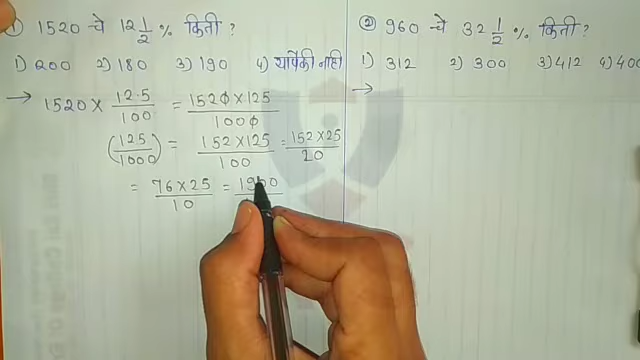 ① 1520 चे 12 1/2 % किती ?
1) 200 2) 180 3) 190 4) यापैकी नाही
→ 1520 × 12.5/100 = 1520 × 125/1000
(125/1000) = 152 × 125/100 = 152 × 25/20
= 76 × 25/10 = 1900
② 960 चे 32 1/2 % किती ?
1) 312 2) 300 3) 412 4) 400
→